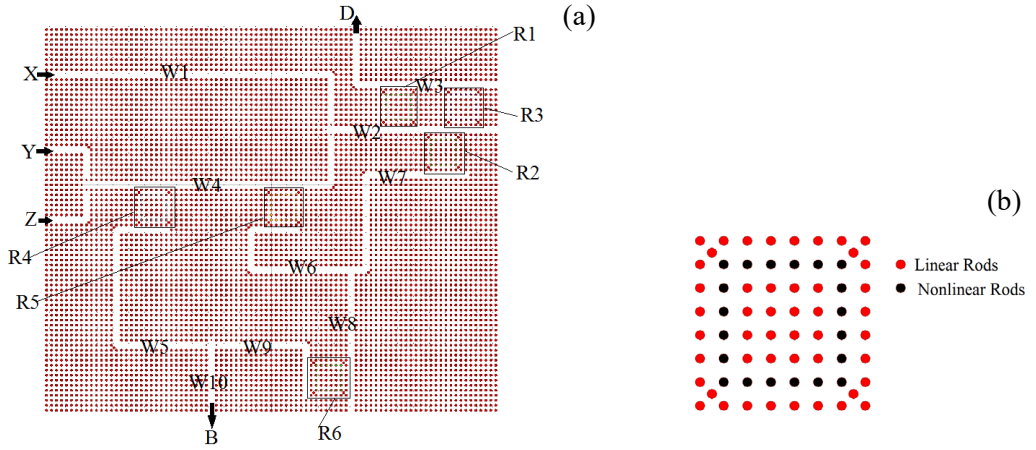 D
(a)
R1
X
W1
W3
R3
W2
Y
R2
W7
W4
Z
R4
W6
R5
W8
W5
W9
W10
B
R6
(b)
Linear Rods
Nonlinear Rods